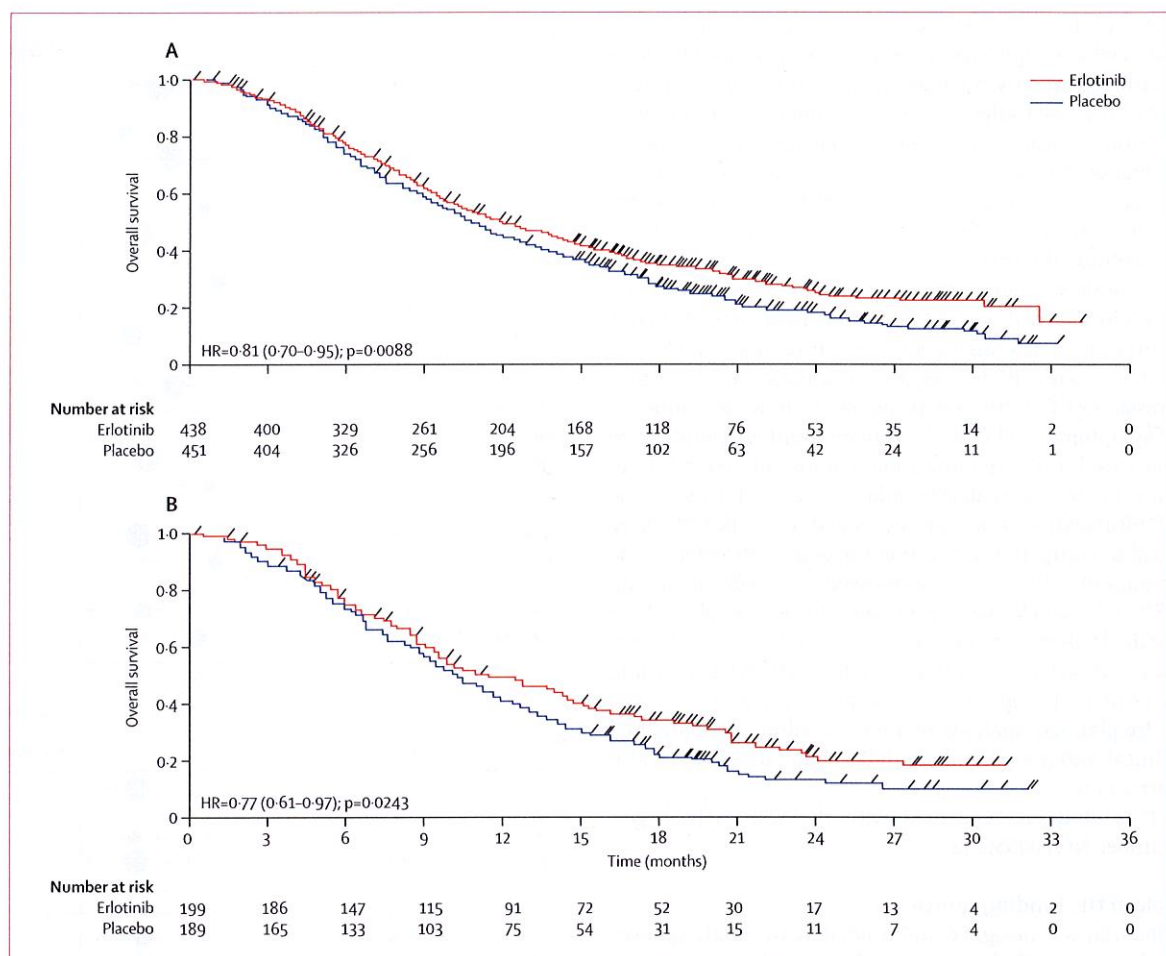 A
1·0
0·8
0·6
0·4
0·2
0
Overall survival
Erlotinib
Placebo
HR=0·81 (0·70–0·95); p=0·0088
Number at risk
Erlotinib 438 400 329 261 204 168 118 76 53 35 14 2 0
Placebo 451 404 326 256 196 157 102 63 42 24 11 1 0
B
1·0
0·8
0·6
0·4
0·2
0
Overall survival
HR=0·77 (0·61–0·97); p=0·0243
0 3 6 9 12 15 18 21 24 27 30 33 36
Time (months)
Number at risk
Erlotinib 199 186 147 115 91 72 52 30 17 13 4 2 0
Placebo 189 165 133 103 75 54 31 15 11 7 4 0 0